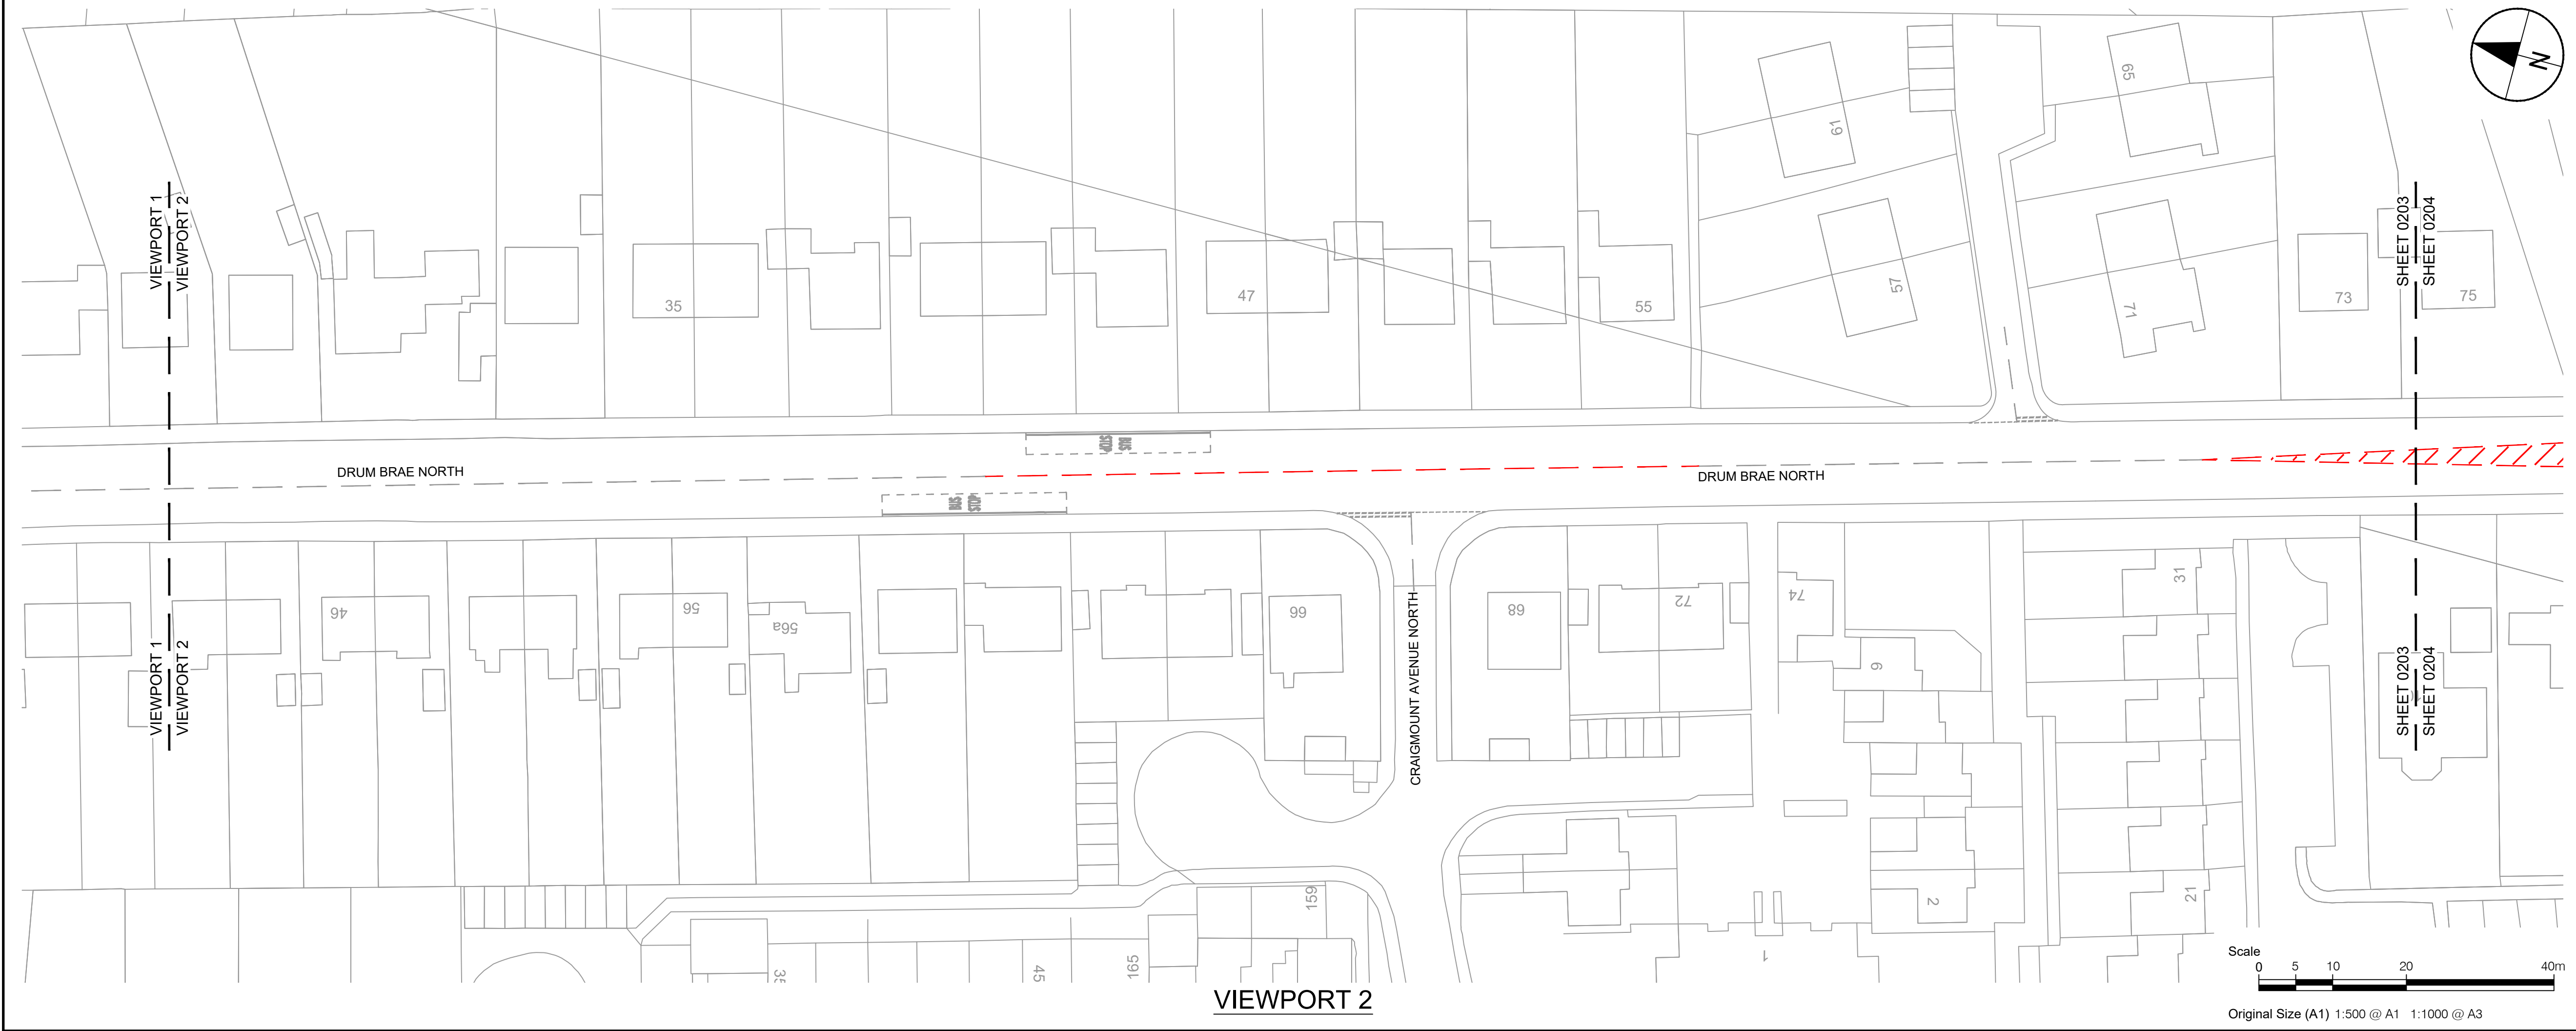 N
65
61
VIEWPORT 1
VIEWPORT 2
SHEET 0203
SHEET 0204
35
47
55
57
71
73
75
BUS
STOP
DRUM BRAE NORTH
DRUM BRAE NORTH
BUS
STOP
46
56
56a
66
68
72
74
31
9
VIEWPORT 1
VIEWPORT 2
CRAIGMOUNT AVENUE NORTH
SHEET 0203
SHEET 0204
159
2
21
45
165
1
VIEWPORT 2
Scale
0 5 10 20 40m
Original Size (A1) 1:500 @ A1 1:1000 @ A3